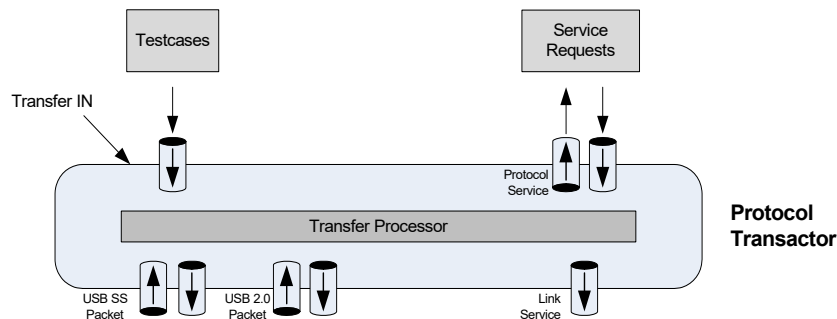 Testcases
Service
Requests
Transfer IN
Protocol
Service
Transfer Processor
Protocol
Transactor
USB SS
Packet
USB 2.0
Packet
Link
Service